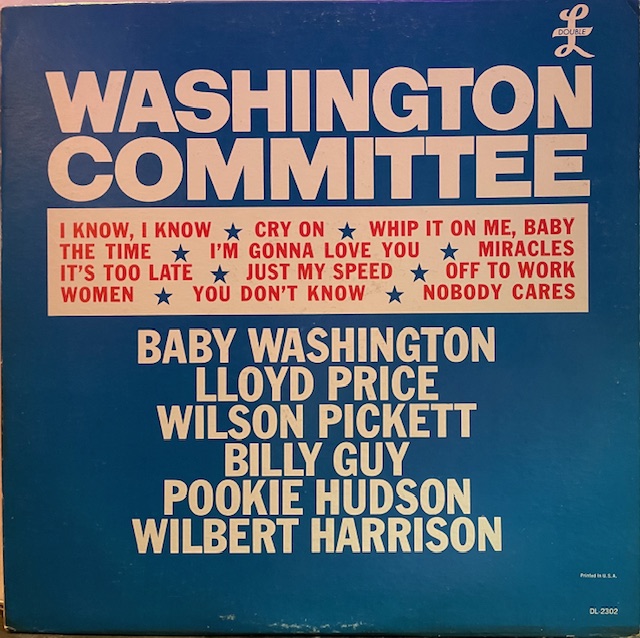 DOUBLE
L
WASHINGTON
COMMITTEE
I KNOW, I KNOW ★ CRY ON ★ WHIP IT ON ME, BABY
THE TIME ★ I'M GONNA LOVE YOU ★ MIRACLES
IT'S TOO LATE ★ JUST MY SPEED ★ OFF TO WORK
WOMEN ★ YOU DON'T KNOW ★ NOBODY CARES
BABY WASHINGTON
LLOYD PRICE
WILSON PICKETT
BILLY GUY
POOKIE HUDSON
WILBERT HARRISON
Printed in U.S.A.
DL-2302